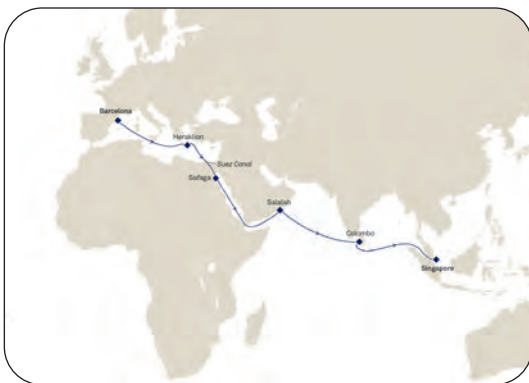 Barcelona
Heraklion
Suez Canal
Safaga
Salalah
Colombo
Singapore